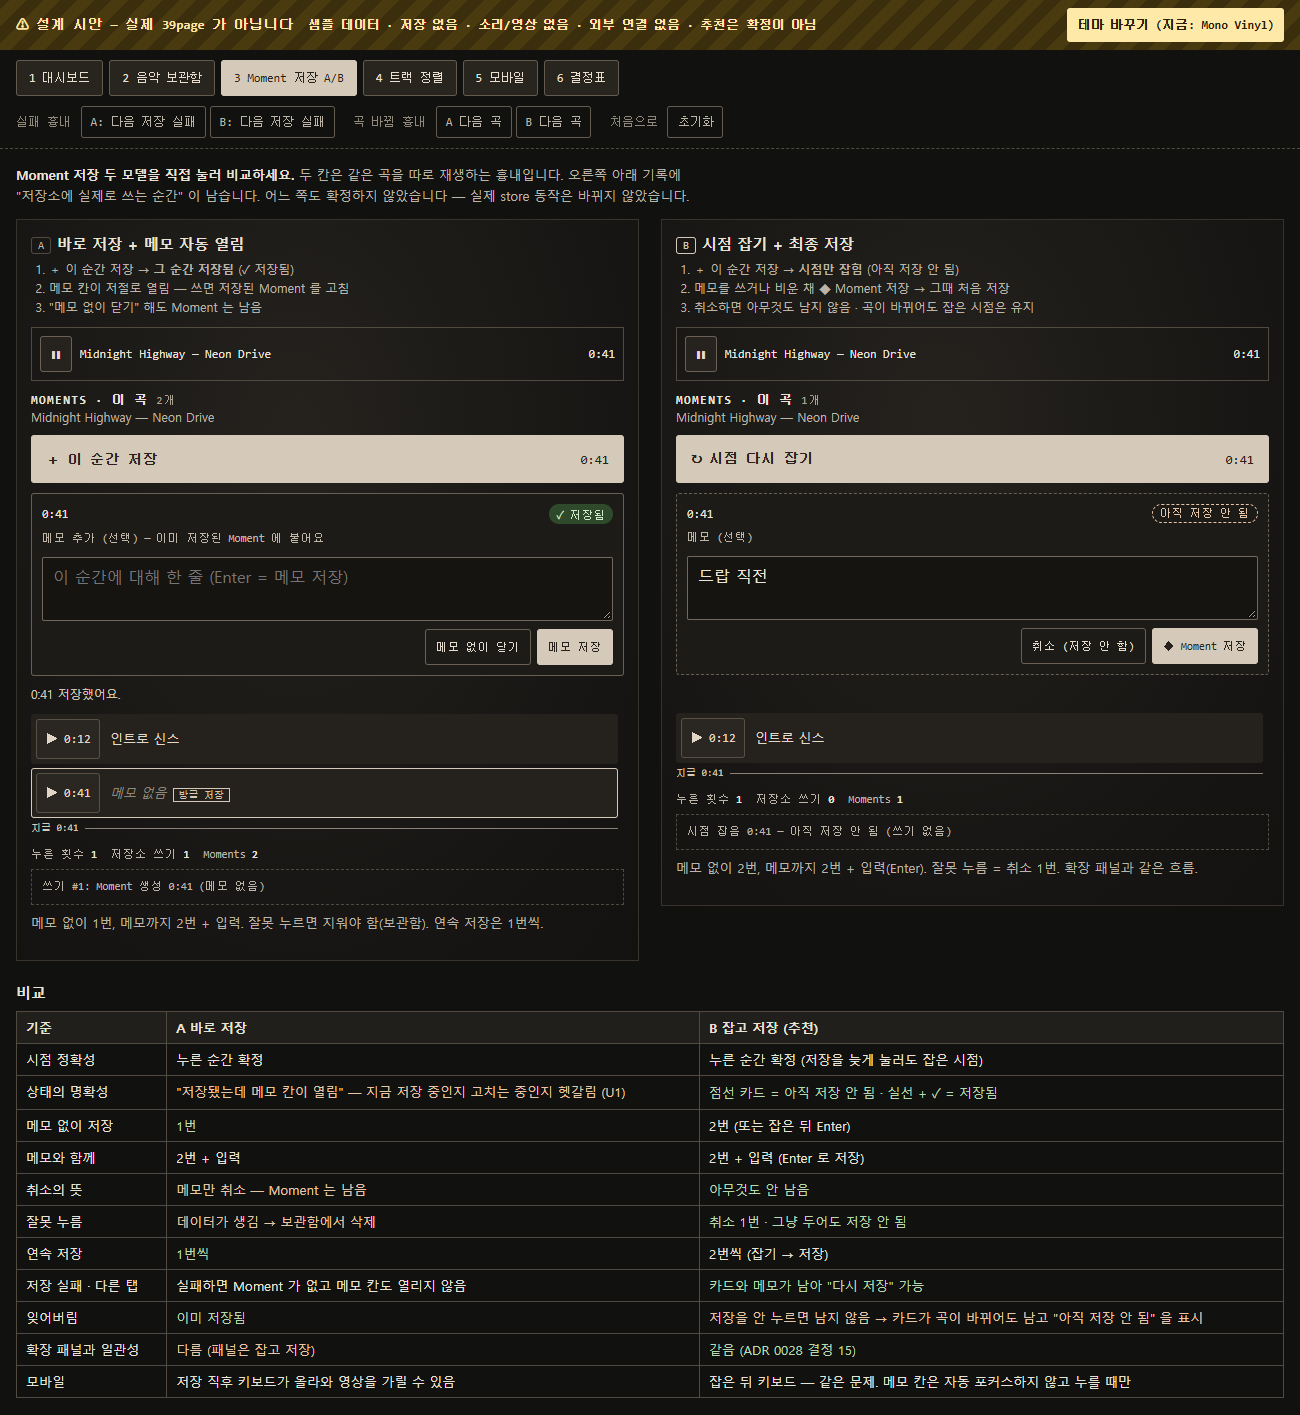 ⚠ 설계 시안 — 실제 39page 가 아닙니다 샘플 데이터 · 저장 없음 · 소리/영상 없음 · 외부 연결 없음 · 추천은 확정이 아님
테마 바꾸기 (지금: Mono Vinyl)
1 대시보드 2 음악 보관함 3 Moment 저장 A/B 4 트랙 정렬 5 모바일 6 결정표
실패 흉내 A: 다음 저장 실패 B: 다음 저장 실패 곡 바뀜 흉내 A 다음 곡 B 다음 곡 처음으로 초기화
Moment 저장 두 모델을 직접 눌러 비교하세요. 두 칸은 같은 곡을 따로 재생하는 흉내입니다. 오른쪽 아래 기록에
"저장소에 실제로 쓰는 순간" 이 남습니다. 어느 쪽도 확정하지 않았습니다 — 실제 store 동작은 바뀌지 않았습니다.
A 바로 저장 + 메모 자동 열림
1. + 이 순간 저장 → 그 순간 저장됨 (✓ 저장됨)
2. 메모 칸이 저절로 열림 — 쓰면 저장된 Moment 를 고침
3. "메모 없이 닫기" 해도 Moment 는 남음
Midnight Highway — Neon Drive 0:41
MOMENTS · 이 곡 2개
Midnight Highway — Neon Drive
+ 이 순간 저장 0:41
0:41 ✓ 저장됨
메모 추가 (선택) — 이미 저장된 Moment 에 붙어요
이 순간에 대해 한 줄 (Enter = 메모 저장)
메모 없이 닫기 메모 저장
0:41 저장했어요.
▶ 0:12 인트로 신스
▶ 0:41 메모 없음 방금 저장
지금 0:41
누른 횟수 1 저장소 쓰기 1 Moments 2
쓰기 #1: Moment 생성 0:41 (메모 없음)
메모 없이 1번, 메모까지 2번 + 입력. 잘못 누르면 지워야 함(보관함). 연속 저장은 1번씩.
B 시점 잡기 + 최종 저장
1. + 이 순간 저장 → 시점만 잡힘 (아직 저장 안 됨)
2. 메모를 쓰거나 비운 채 ◆ Moment 저장 → 그때 처음 저장
3. 취소하면 아무것도 남지 않음 · 곡이 바뀌어도 잡은 시점은 유지
Midnight Highway — Neon Drive 0:41
MOMENTS · 이 곡 1개
Midnight Highway — Neon Drive
↻ 시점 다시 잡기 0:41
0:41 아직 저장 안 됨
메모 (선택)
드랍 직전
취소 (저장 안 함) ◆ Moment 저장
▶ 0:12 인트로 신스
지금 0:41
누른 횟수 1 저장소 쓰기 0 Moments 1
시점 잡음 0:41 — 아직 저장 안 됨 (쓰기 없음)
메모 없이 2번, 메모까지 2번 + 입력(Enter). 잘못 누름 = 취소 1번. 확장 패널과 같은 흐름.
비교
기준 A 바로 저장 B 잡고 저장 (추천)
시점 정확성 누른 순간 확정 누른 순간 확정 (저장을 늦게 눌러도 잡은 시점)
상태의 명확성 "저장됐는데 메모 칸이 열림" — 지금 저장 중인지 고치는 중인지 헷갈림 (U1) 점선 카드 = 아직 저장 안 됨 · 실선 + ✓ = 저장됨
메모 없이 저장 1번 2번 (또는 잡은 뒤 Enter)
메모와 함께 2번 + 입력 2번 + 입력 (Enter 로 저장)
취소의 뜻 메모만 취소 — Moment 는 남음 아무것도 안 남음
잘못 누름 데이터가 생김 → 보관함에서 삭제 취소 1번 · 그냥 두어도 저장 안 됨
연속 저장 1번씩 2번씩 (잡기 → 저장)
저장 실패 · 다른 탭 실패하면 Moment 가 없고 메모 칸도 열리지 않음 카드와 메모가 남아 "다시 저장" 가능
잊어버림 이미 저장됨 저장을 안 누르면 남지 않음 → 카드가 곡이 바뀌어도 남고 "아직 저장 안 됨" 을 표시
확장 패널과 일관성 다름 (패널은 잡고 저장) 같음 (ADR 0028 결정 15)
모바일 저장 직후 키보드가 올라와 영상을 가릴 수 있음 잡은 뒤 키보드 — 같은 문제. 메모 칸은 자동 포커스하지 않고 누를 때만